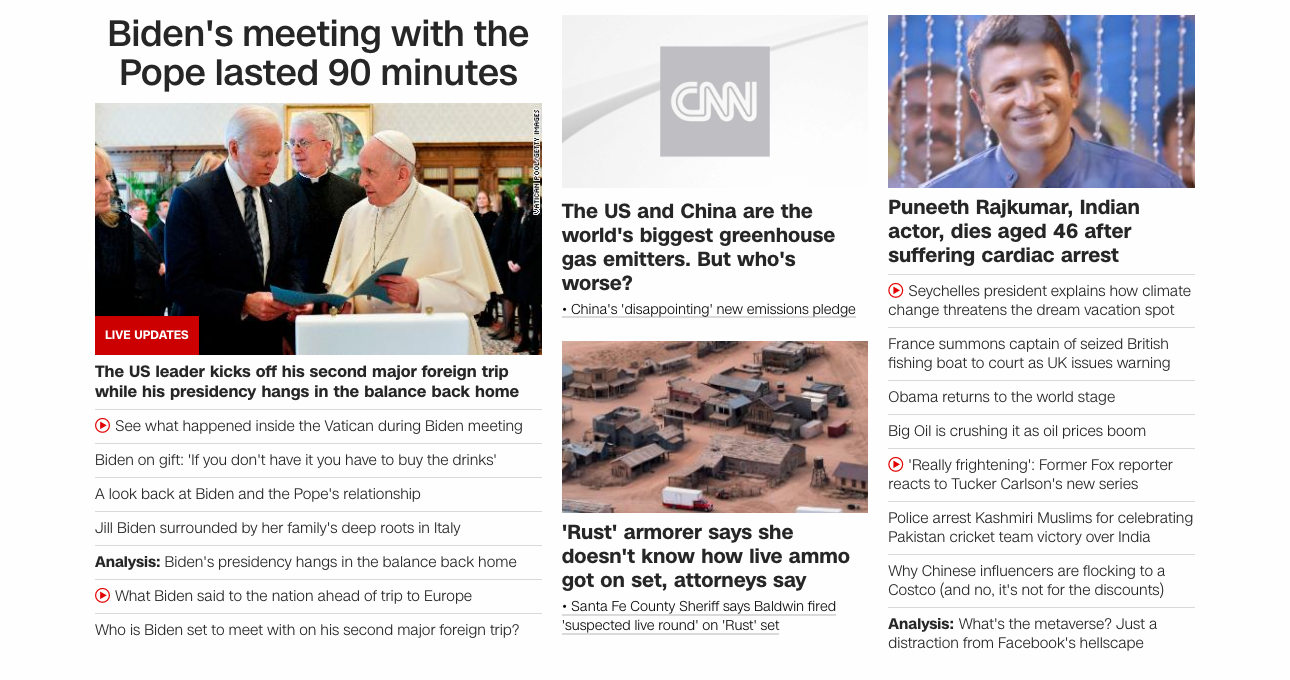 Biden's meeting with the
Pope lasted 90 minutes
VATICAN POOL/GETTY IMAGES
LIVE UPDATES
The US leader kicks off his second major foreign trip
while his presidency hangs in the balance back home
See what happened inside the Vatican during Biden meeting
Biden on gift: 'If you don't have it you have to buy the drinks'
A look back at Biden and the Pope's relationship
Jill Biden surrounded by her family's deep roots in Italy
Analysis: Biden's presidency hangs in the balance back home
What Biden said to the nation ahead of trip to Europe
Who is Biden set to meet with on his second major foreign trip?
CNN
The US and China are the
world's biggest greenhouse
gas emitters. But who's
worse?
• China's 'disappointing' new emissions pledge
'Rust' armorer says she
doesn't know how live ammo
got on set, attorneys say
• Santa Fe County Sheriff says Baldwin fired
'suspected live round' on 'Rust' set
Puneeth Rajkumar, Indian
actor, dies aged 46 after
suffering cardiac arrest
Seychelles president explains how climate
change threatens the dream vacation spot
France summons captain of seized British
fishing boat to court as UK issues warning
Obama returns to the world stage
Big Oil is crushing it as oil prices boom
'Really frightening': Former Fox reporter
reacts to Tucker Carlson's new series
Police arrest Kashmiri Muslims for celebrating
Pakistan cricket team victory over India
Why Chinese influencers are flocking to a
Costco (and no, it's not for the discounts)
Analysis: What's the metaverse? Just a
distraction from Facebook's hellscape